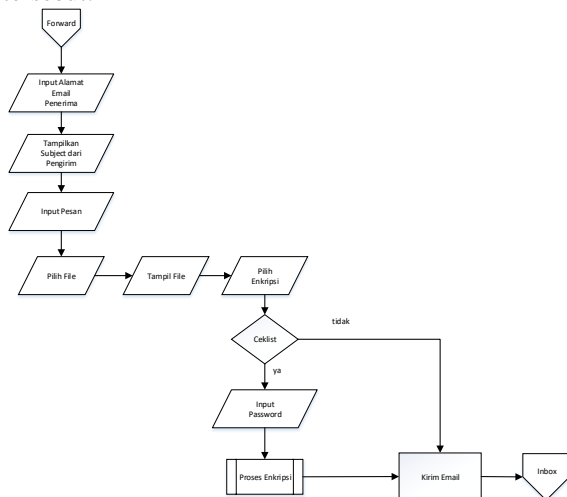 Forward
Input Alamat
Email
Penerima
Tampilkan
Subject dari
Pengirim
Input Pesan
Pilih File
Tampil File
Pilih
Enkripsi
Ceklist
tidak
ya
Input
Password
Proses Enkripsi
Kirim Email
Inbox